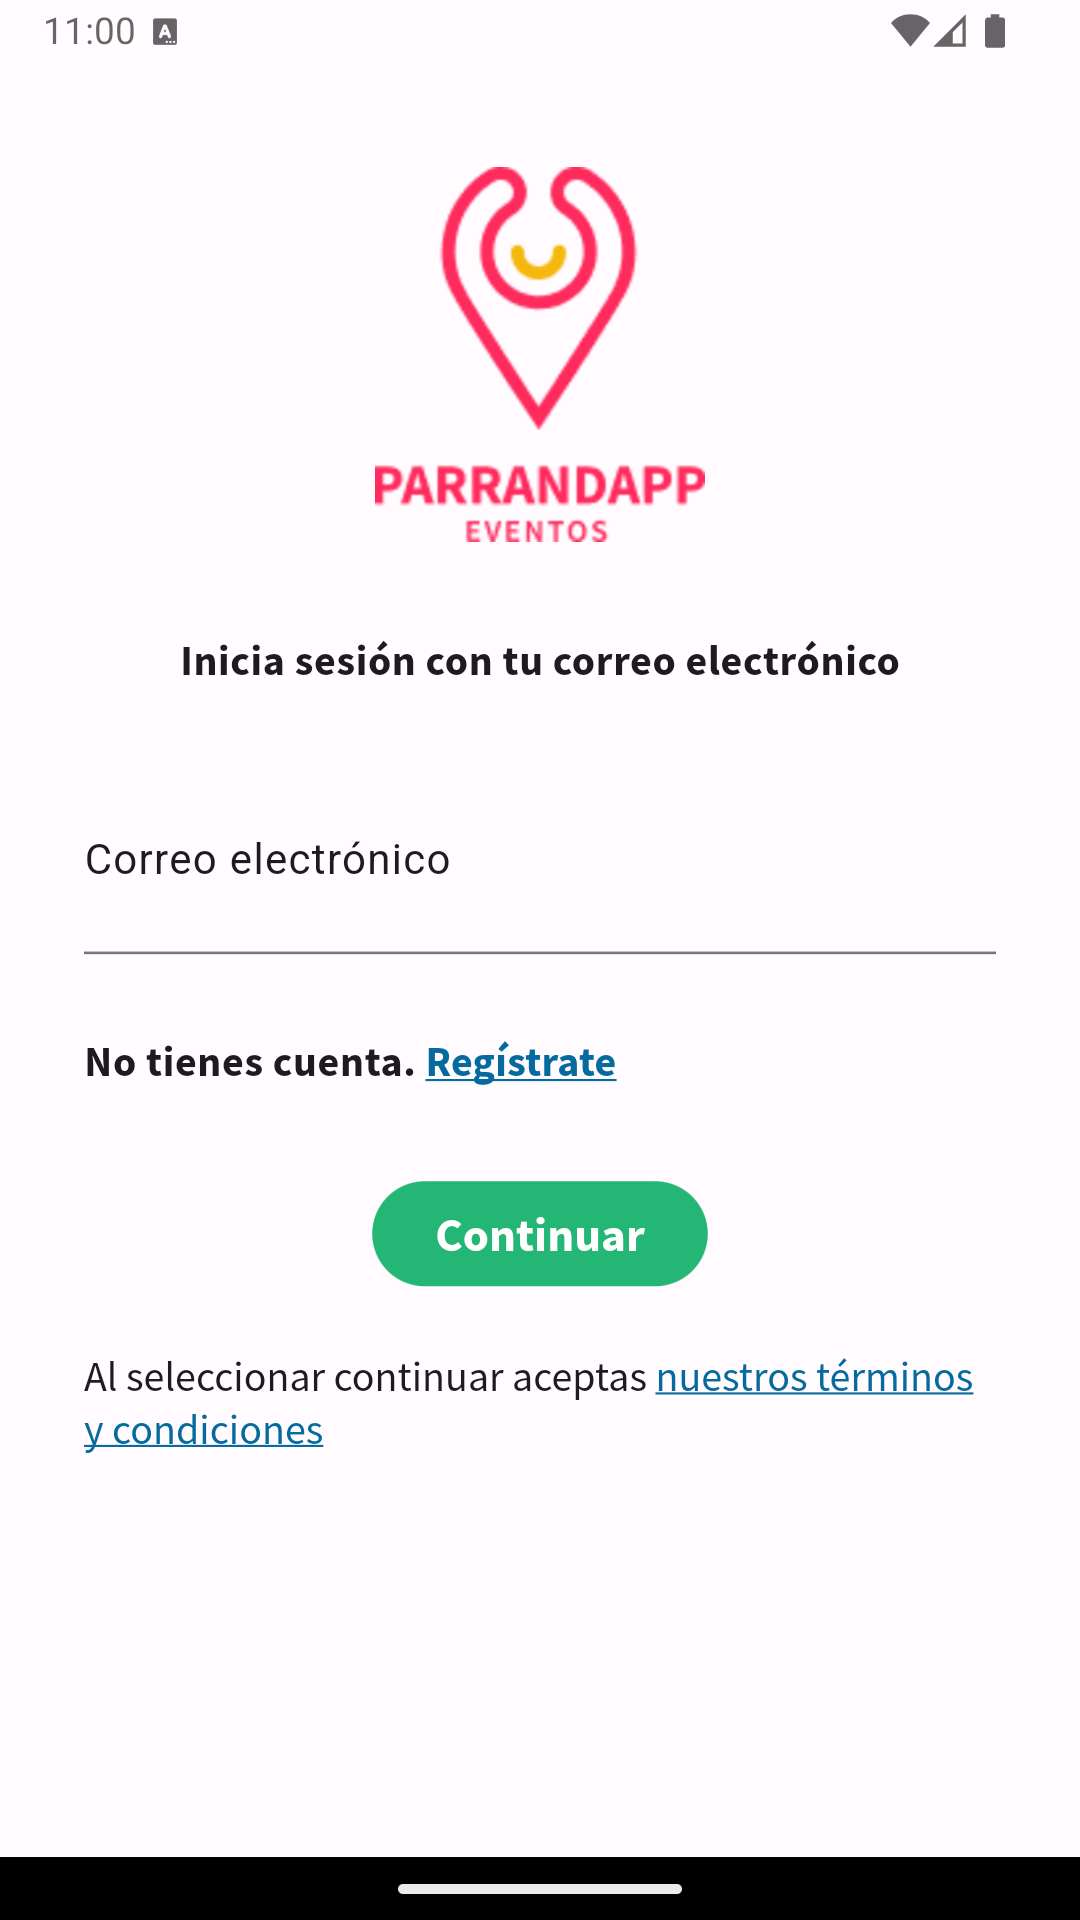 11:00
PARRANDAPP
EVENTOS
Inicia sesión con tu correo electrónico
Correo electrónico
No tienes cuenta. Regístrate
Continuar
Al seleccionar continuar aceptas nuestros términos
y condiciones